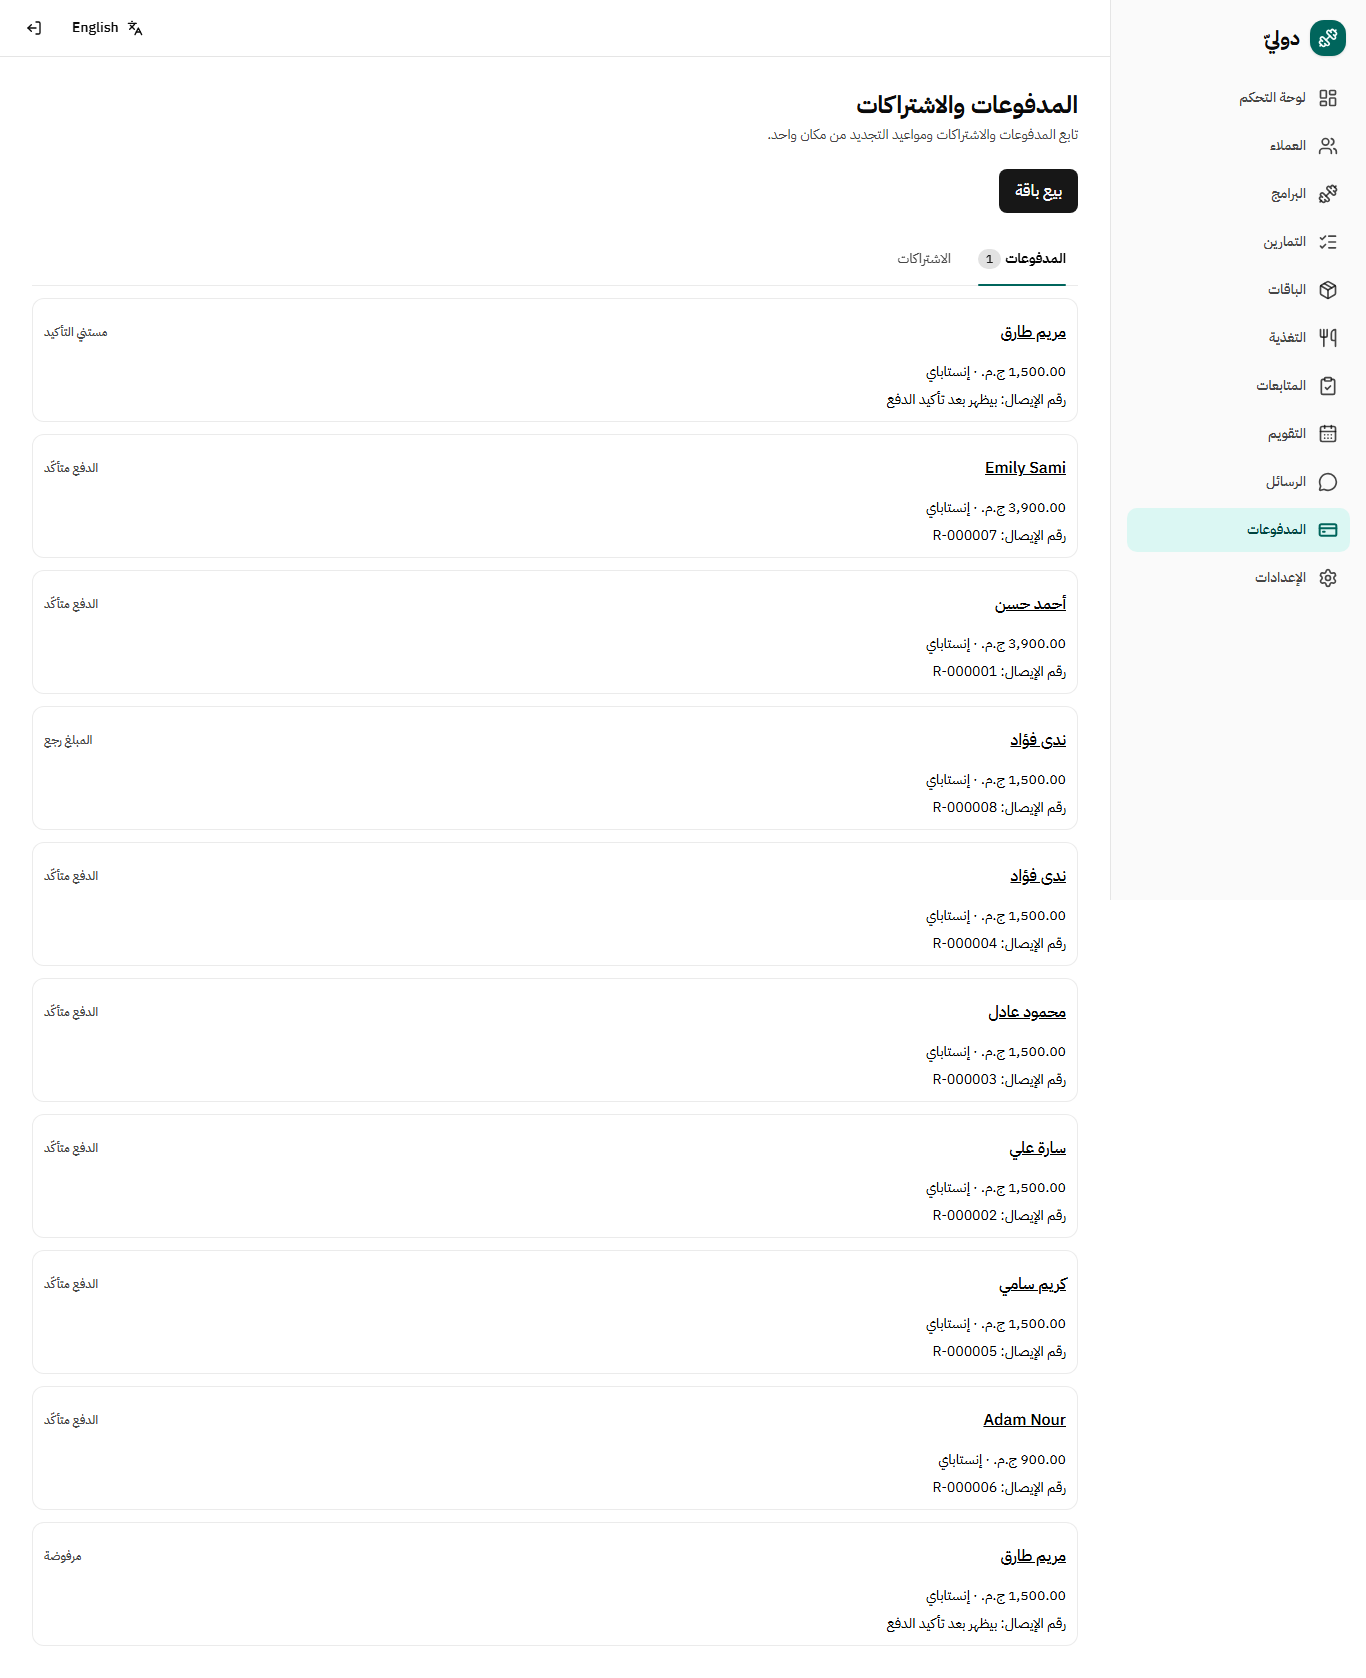 دوليّ
لوحة التحكم
العملاء
البرامج
التمارين
الباقات
التغذية
المتابعات
التقويم
الرسائل
المدفوعات
الإعدادات
English
المدفوعات والاشتراكات
تابع المدفوعات والاشتراكات ومواعيد التجديد من مكان واحد.
بيع باقة
المدفوعات 1
الاشتراكات
مريم طارق
مستني التأكيد
1,500.00 ج.م. · إنستاباي
رقم الإيصال: بيظهر بعد تأكيد الدفع
Emily Sami
الدفع متأكّد
3,900.00 ج.م. · إنستاباي
رقم الإيصال: R-000007
أحمد حسن
الدفع متأكّد
3,900.00 ج.م. · إنستاباي
رقم الإيصال: R-000001
ندى فؤاد
المبلغ رجع
1,500.00 ج.م. · إنستاباي
رقم الإيصال: R-000008
ندى فؤاد
الدفع متأكّد
1,500.00 ج.م. · إنستاباي
رقم الإيصال: R-000004
محمود عادل
الدفع متأكّد
1,500.00 ج.م. · إنستاباي
رقم الإيصال: R-000003
سارة علي
الدفع متأكّد
1,500.00 ج.م. · إنستاباي
رقم الإيصال: R-000002
كريم سامي
الدفع متأكّد
1,500.00 ج.م. · إنستاباي
رقم الإيصال: R-000005
Adam Nour
الدفع متأكّد
900.00 ج.م. · إنستاباي
رقم الإيصال: R-000006
مريم طارق
مرفوضة
1,500.00 ج.م. · إنستاباي
رقم الإيصال: بيظهر بعد تأكيد الدفع